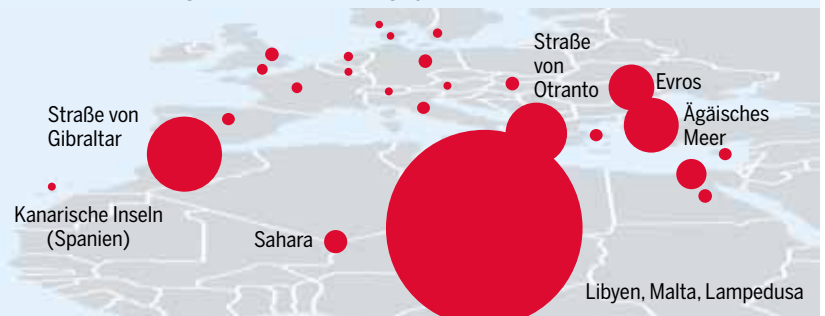 Straße
von
Otranto
Evros
Ägäisches
Meer
Straße von
Gibraltar
Kanarische Inseln
(Spanien)
Sahara
Libyen, Malta, Lampedusa